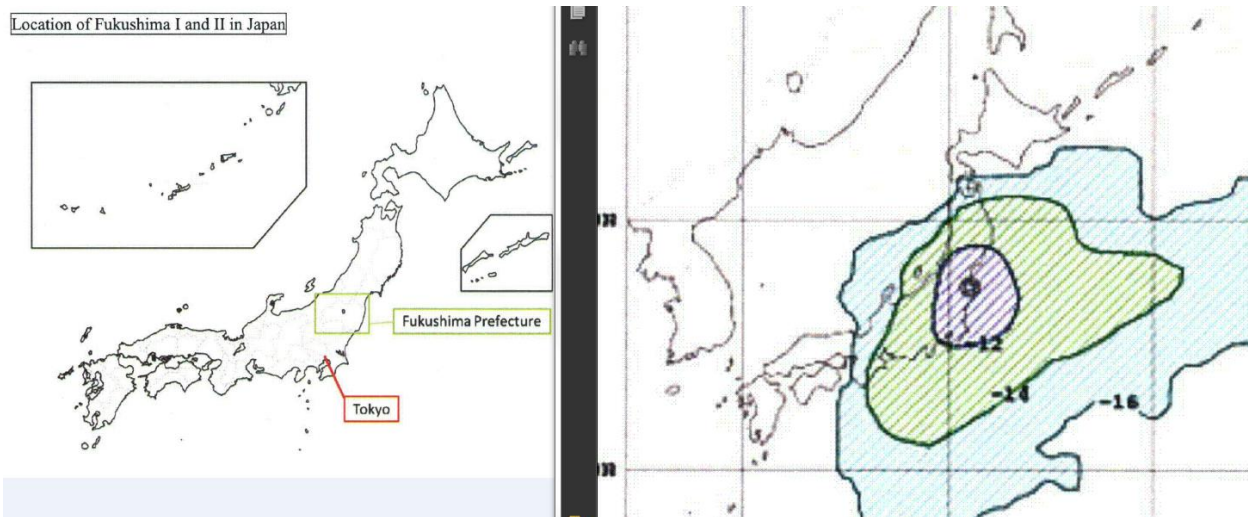 Location of Fukushima I and II in Japan
Fukushima Prefecture
Tokyo
-12
-14
-16